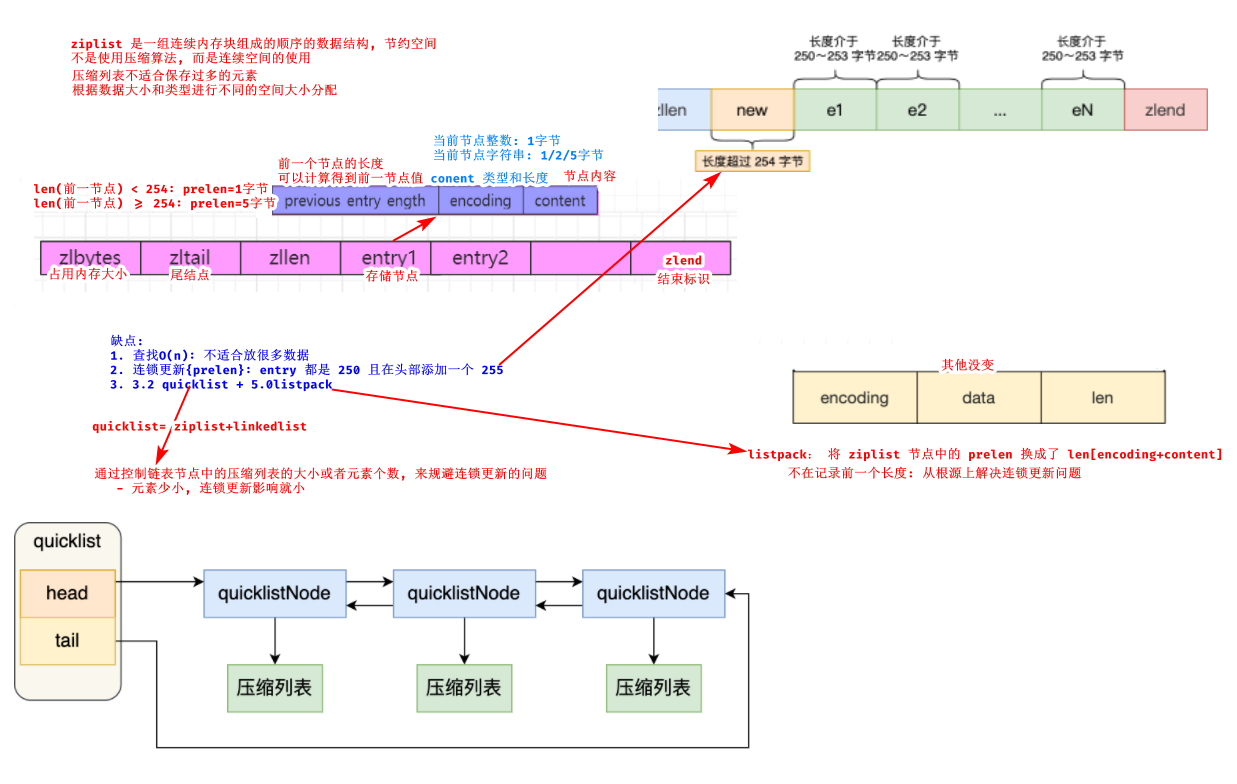 ziplist 是一组连续内存块组成的顺序的数据结构, 节约空间
不是使用压缩算法, 而是连续空间的使用
压缩列表不适合保存过多的元素
根据数据大小和类型进行不同的空间大小分配
长度介于
250～253 字节
长度介于
250～253 字节
长度介于
250～253 字节
zllen
new
e1
e2
...
eN
zlend
长度超过 254 字节
当前节点整数: 1字节
当前节点字符串: 1/2/5字节
前一个节点的长度
可以计算得到前一节点值
conent 类型和长度
节点内容
len(前一节点) < 254: prelen=1字节
len(前一节点) ⩾ 254: prelen=5字节
previous entry ength
encoding
content
zlbytes
zltail
zllen
entry1
entry2
zlend
占用内存大小
尾结点
存储节点
结束标识
缺点:
1. 查找O(n): 不适合放很多数据
2. 连锁更新{prelen}: entry 都是 250 且在头部添加一个 255
3. 3.2 quicklist + 5.0listpack
其他没变
encoding
data
len
quicklist= ziplist+linkedlist
listpack: 将 ziplist 节点中的 prelen 换成了 len[encoding+content]
不在记录前一个长度: 从根源上解决连锁更新问题
通过控制链表节点中的压缩列表的大小或者元素个数, 来规避连锁更新的问题
- 元素少小, 连锁更新影响就小
quicklist
head
tail
quicklistNode
quicklistNode
quicklistNode
压缩列表
压缩列表
压缩列表